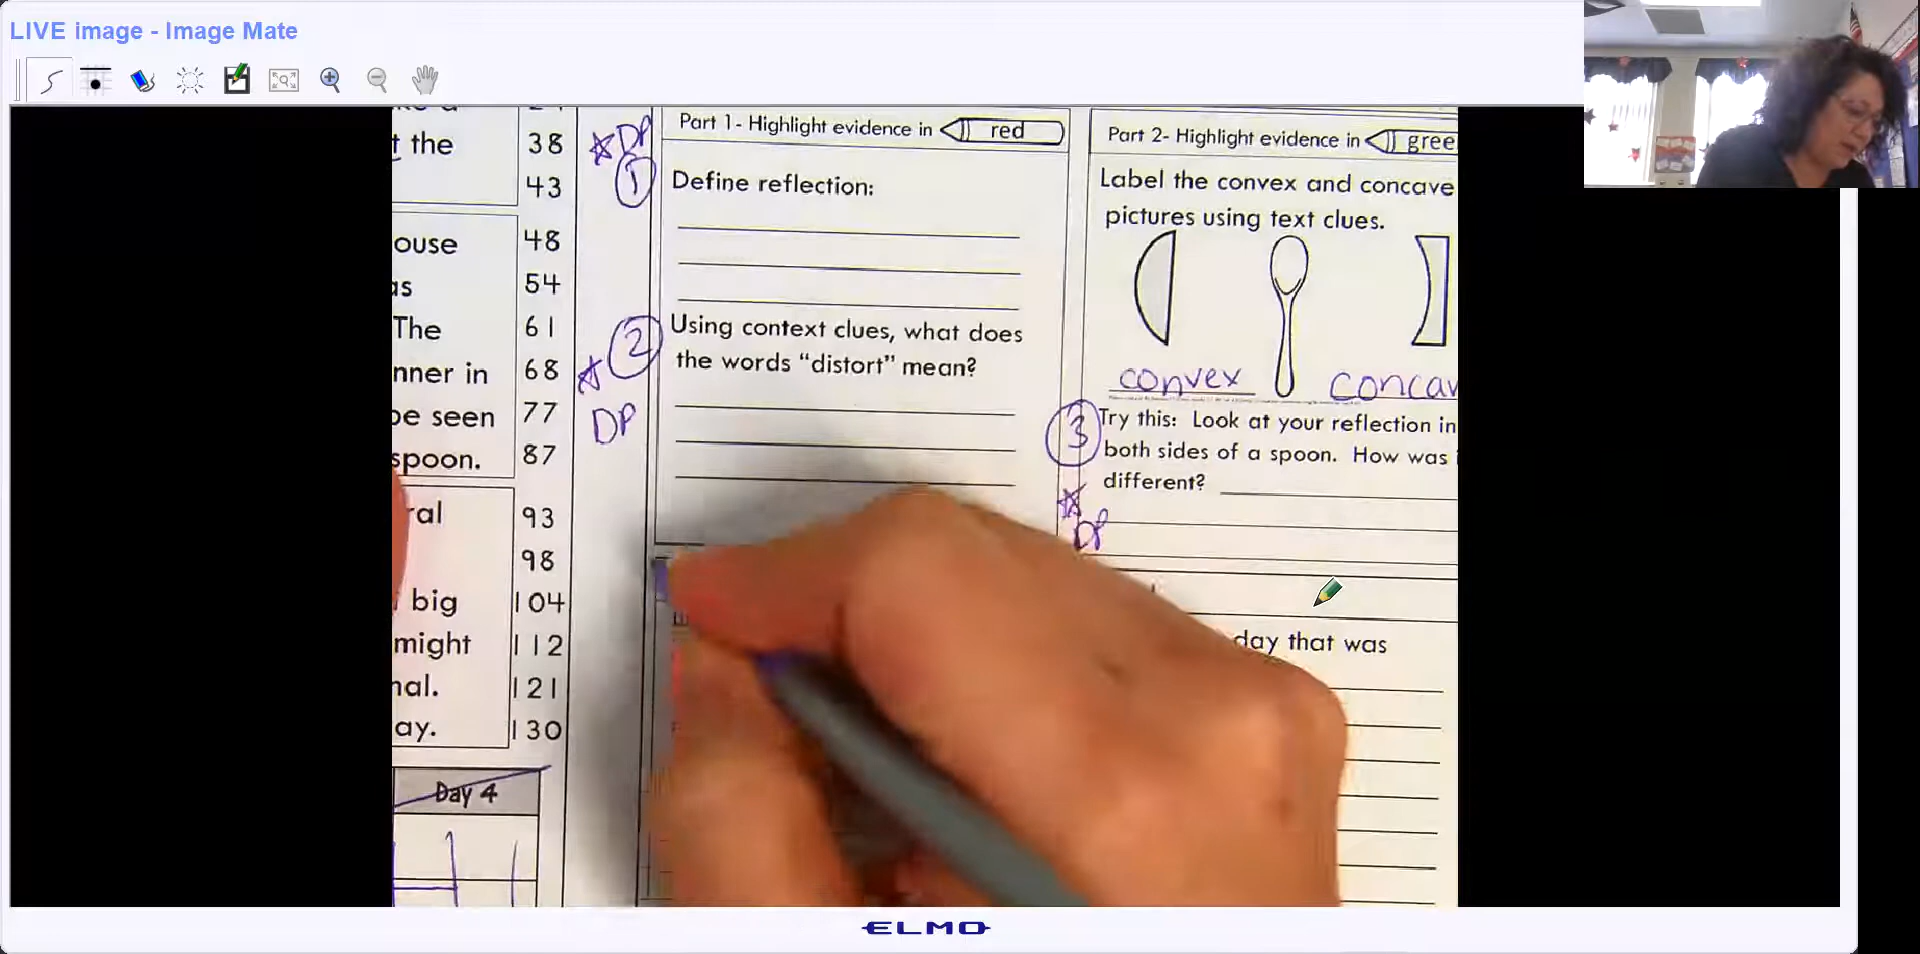 LIVE image - Image Mate
t the 38
43
ouse 48
as 54
The 61
nner in 68
be seen 77
spoon. 87
ral 93
98
big 104
might 112
nal. 121
ay. 130
Day 4
DP
1
Part 1- Highlight evidence in red
Define reflection:
2
Using context clues, what does
the words “distort” mean?
DP
Part 2- Highlight evidence in gree
Label the convex and concave
pictures using text clues.
convex concav
3
Try this: Look at your reflection in
both sides of a spoon. How was
different?
DP
day that was
ELMO